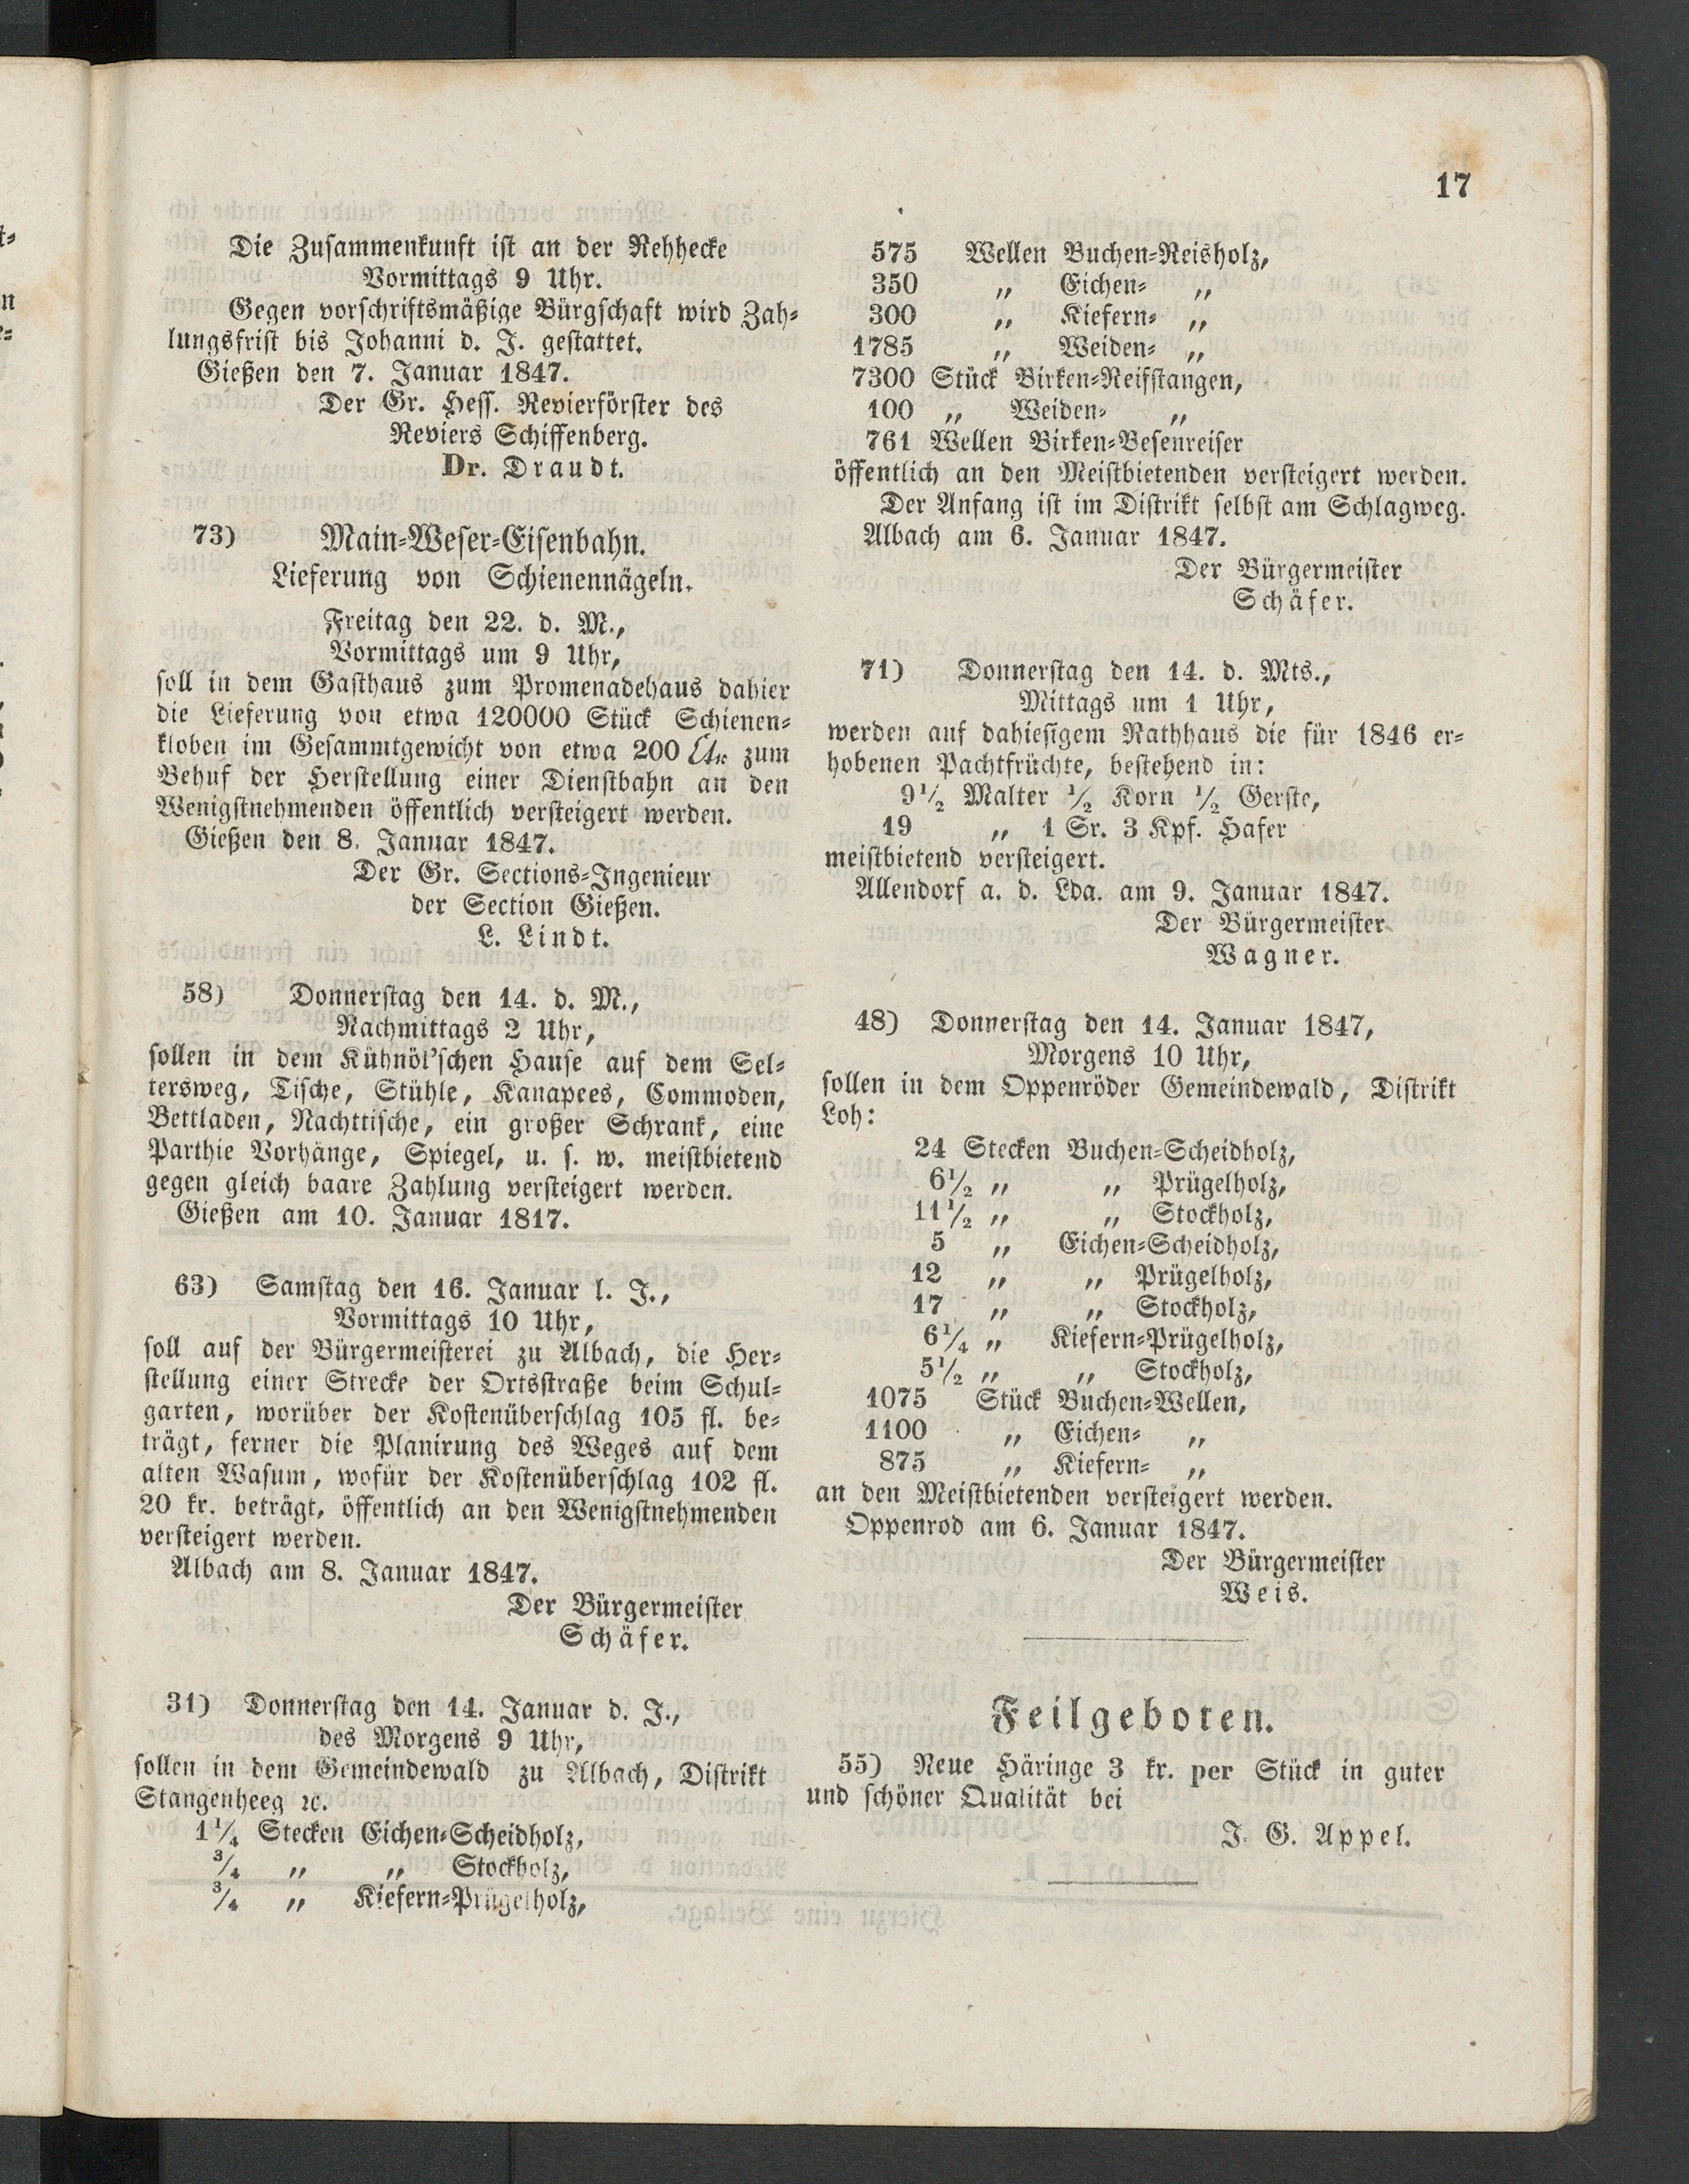 17
Die Zusammenkunft ist an der Rehhecke
Vormittags 9 Uhr.
Gegen vorschriftsmäßige Bürgschaft wird Zah-
lungsfrist bis Johanni d. J. gestattet.
Gießen den 7. Januar 1847.
Der Gr. Hess. Revierförster des
Reviers Schiffenberg.
Dr. Draudt.
73) Main-Weser-Eisenbahn.
Lieferung von Schienennägeln.
Freitag den 22. d. M.,
Vormittags um 9 Uhr,
soll in dem Gasthaus zum Promenadehaus dahier
die Lieferung von etwa 120000 Stück Schienen-
kloben im Gesammtgewicht von etwa 200 Ctr. zum
Behuf der Herstellung einer Dienstbahn an den
Wenigstnehmenden öffentlich versteigert werden.
Gießen den 8. Januar 1847.
Der Gr. Sections-Ingenieur
der Section Gießen.
L. Lindt.
58) Donnerstag den 14. d. M.,
Nachmittags 2 Uhr,
sollen in dem Kühnöl'schen Hause auf dem Sel-
tersweg, Tische, Stühle, Kanapees, Commoden,
Bettladen, Nachttische, ein großer Schrank, eine
Parthie Vorhänge, Spiegel, u. s. w. meistbietend
gegen gleich baare Zahlung versteigert werden.
Gießen am 10. Januar 1817.
63) Samstag den 16. Januar l. J.,
Vormittags 10 Uhr,
soll auf der Bürgermeisterei zu Albach, die Her-
stellung einer Strecke der Ortsstraße beim Schul-
garten, worüber der Kostenüberschlag 105 fl. be-
trägt, ferner die Planirung des Weges auf dem
alten Wasum, wofür der Kostenüberschlag 102 fl.
20 kr. beträgt, öffentlich an den Wenigstnehmenden
versteigert werden.
Albach am 8. Januar 1847.
Der Bürgermeister
Schäfer.
31) Donnerstag den 14. Januar d. J.,
des Morgens 9 Uhr,
sollen in dem Gemeindewald zu Albach, Distrikt
Stangenheeg ꝛc.
1 1/4 Stecken Eichen-Scheidholz,
3/4 „ „ Stockholz,
3/4 „ Kiefern-Prügelholz,
575 Wellen Buchen-Reisholz,
350 „ Eichen- „
300 „ Kiefern- „
1785 „ Weiden- „
7300 Stück Birken-Reifstangen,
100 „ Weiden- „
761 Wellen Birken-Besenreiser
öffentlich an den Meistbietenden versteigert werden.
Der Anfang ist im Distrikt selbst am Schlagweg.
Albach am 6. Januar 1847.
Der Bürgermeister
Schäfer.
71) Donnerstag den 14. d. Mts.,
Mittags um 1 Uhr,
werden auf dahiesigem Rathhaus die für 1846 er-
hobenen Pachtfrüchte, bestehend in:
9 1/2 Malter 1/2 Korn 1/2 Gerste,
19 „ 1 Sr. 3 Kpf. Hafer
meistbietend versteigert.
Allendorf a. d. Lda. am 9. Januar 1847.
Der Bürgermeister
Wagner.
48) Donnerstag den 14. Januar 1847,
Morgens 10 Uhr,
sollen in dem Oppenröder Gemeindewald, Distrikt
Loh:
24 Stecken Buchen-Scheidholz,
6 1/2 „ „ Prügelholz,
11 1/2 „ „ Stockholz,
5 „ Eichen-Scheidholz,
12 „ „ Prügelholz,
17 „ „ Stockholz,
6 1/4 „ Kiefern-Prügelholz,
5 1/2 „ „ Stockholz,
1075 Stück Buchen-Wellen,
1100 „ Eichen- „
875 „ Kiefern- „
an den Meistbietenden versteigert werden.
Oppenrod am 6. Januar 1847.
Der Bürgermeister
Weis.
Feilgeboten.
55) Neue Häringe 3 kr. per Stück in guter
und schöner Qualität bei
J. G. Appel.